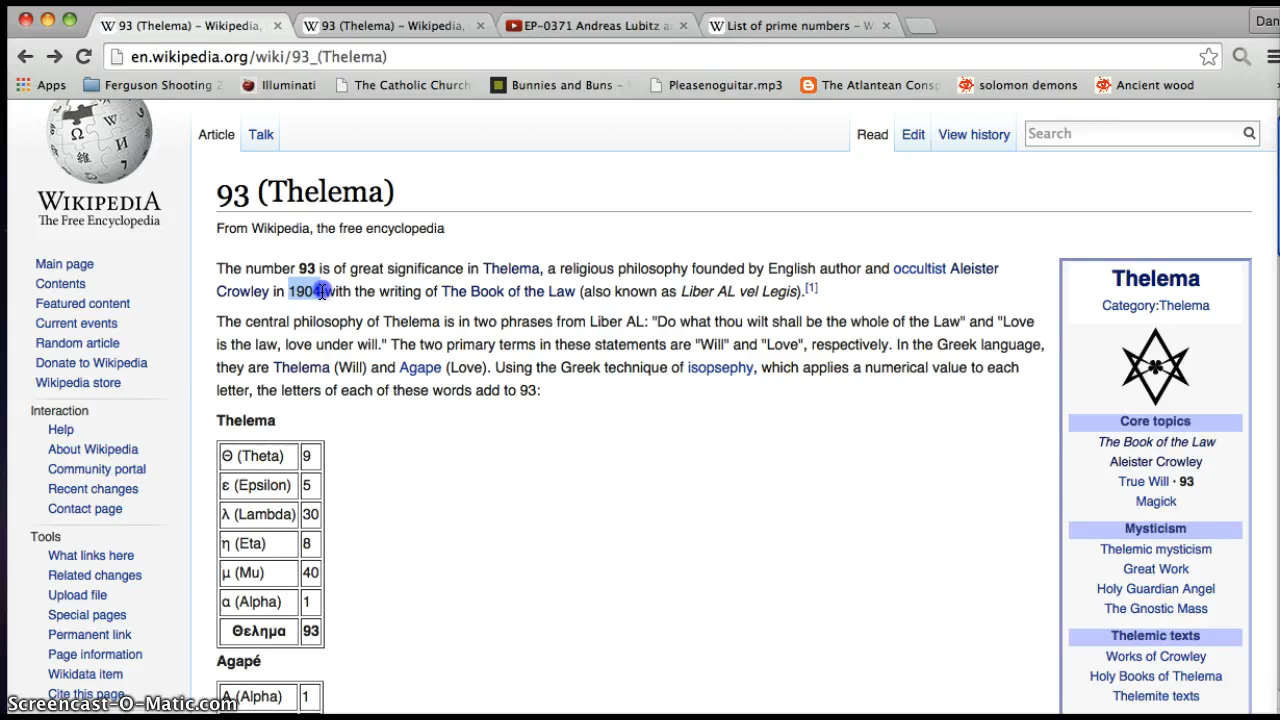 93 (Thelema) – Wikipedia,
93 (Thelema) – Wikipedia,
EP-0371 Andreas Lubitz a
List of prime numbers – W
Dan
en.wikipedia.org/wiki/93_(Thelema)
Apps
Ferguson Shooting 2
Illuminati
The Catholic Church
Bunnies and Buns –
Pleasenoguitar.mp3
The Atlantean Consp
solomon demons
Ancient wood
Article
Talk
Read
Edit
View history
Search
WIKIPEDIA
The Free Encyclopedia
Main page
Contents
Featured content
Current events
Random article
Donate to Wikipedia
Wikipedia store
Interaction
Help
About Wikipedia
Community portal
Recent changes
Contact page
Tools
What links here
Related changes
Upload file
Special pages
Permanent link
Page information
Wikidata item
Cite this page
93 (Thelema)
From Wikipedia, the free encyclopedia
The number 93 is of great significance in Thelema, a religious philosophy founded by English author and occultist Aleister
Crowley in 1904 with the writing of The Book of the Law (also known as Liber AL vel Legis).[1]
The central philosophy of Thelema is in two phrases from Liber AL: "Do what thou wilt shall be the whole of the Law" and "Love
is the law, love under will." The two primary terms in these statements are "Will" and "Love", respectively. In the Greek language,
they are Thelema (Will) and Agape (Love). Using the Greek technique of isopsephy, which applies a numerical value to each
letter, the letters of each of these words add to 93:
Thelema
Θ (Theta) 9
ε (Epsilon) 5
λ (Lambda) 30
η (Eta) 8
μ (Mu) 40
α (Alpha) 1
Θελημα 93
Agapé
Α (Alpha) 1
Thelema
Category:Thelema
Core topics
The Book of the Law
Aleister Crowley
True Will · 93
Magick
Mysticism
Thelemic mysticism
Great Work
Holy Guardian Angel
The Gnostic Mass
Thelemic texts
Works of Crowley
Holy Books of Thelema
Thelemite texts
Screencast-O-Matic.com